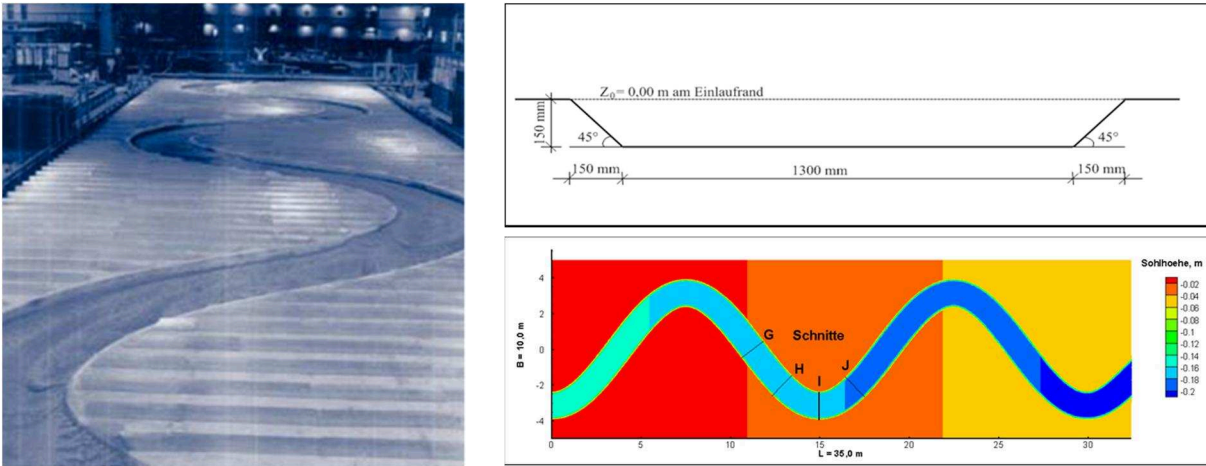 Z₀= 0,00 m am Einlaufrand
150 mm
45°
45°
150 mm
1300 mm
150 mm
Sohlhoehe, m
-0.02
-0.04
-0.06
-0.08
-0.1
-0.12
-0.14
-0.16
-0.18
-0.2
B = 10,0 m
4
2
0
-2
-4
G
Schnitte
H
I
J
0
5
10
15
20
25
30
L = 35,0 m